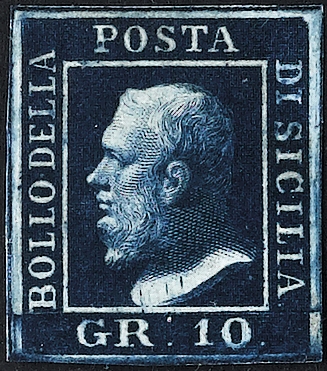 BOLLO DELLA
POSTA
DI SICILIA
GR. 10.